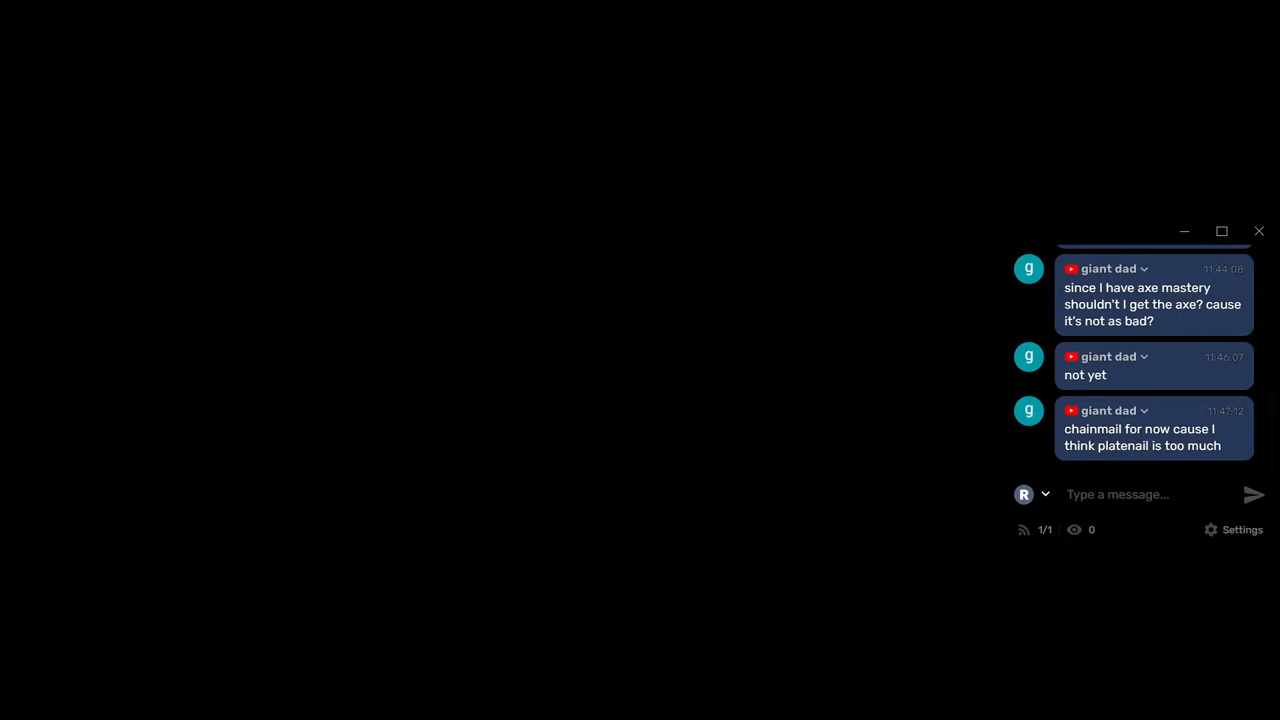 g
giant dad
11:44:08
since I have axe mastery
shouldn't I get the axe? cause
it's not as bad?
g
giant dad
11:46:07
not yet
g
giant dad
11:47:12
chainmail for now cause I
think platenail is too much
R
Type a message...
1/1
0
Settings